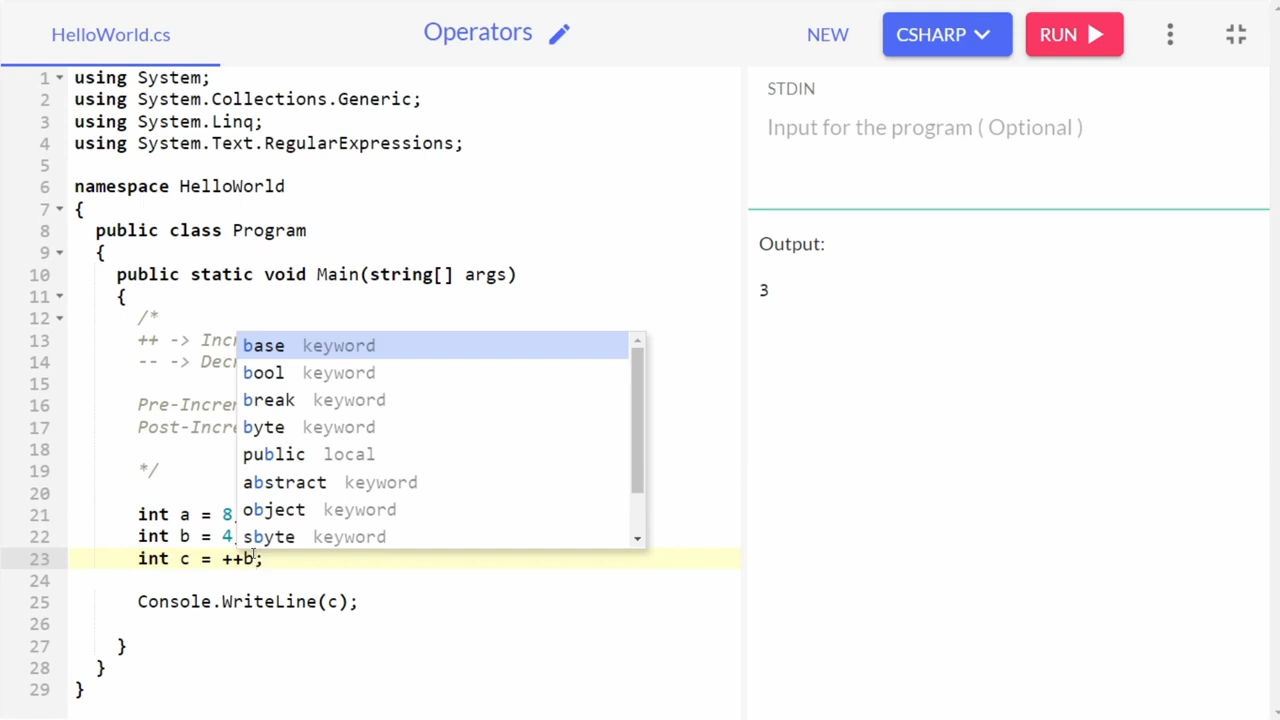 HelloWorld.cs
Operators
NEW
CSHARP
RUN
1 using System;
2 using System.Collections.Generic;
3 using System.Linq;
4 using System.Text.RegularExpressions;
5
6 namespace HelloWorld
7 {
8 public class Program
9 {
10 public static void Main(string[] args)
11 {
12 /*
13 ++ -> Incr
14 -- -> Decr
15
16 Pre-Increm
17 Post-Incre
18
19 */
20
21 int a = 8
22 int b = 4
23 int c = ++b;
24
25 Console.WriteLine(c);
26
27 }
28 }
29 }
base keyword
bool keyword
break keyword
byte keyword
public local
abstract keyword
object keyword
sbyte keyword
STDIN
Input for the program ( Optional )
Output:
3